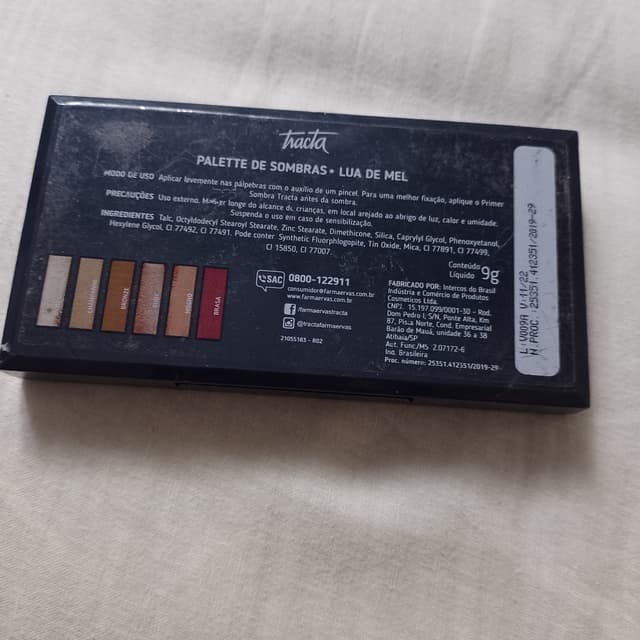 tracta
PALETTE DE SOMBRAS • LUA DE MEL
MODO DE USO Aplicar levemente nas pálpebras com o auxílio de um pincel. Para uma melhor fixação, aplique o Primer
Sombra Tracta antes da sombra.
PRECAUÇÕES Uso externo. longe do alcance crianças, em local arejado ao abrigo de luz, calor e umidade.
Suspenda o uso em caso de sensibilização.
INGREDIENTES Talc, Octyldodecyl Stearoyl Stearate, Zinc Stearate, Dimethicone, Silica, Caprylyl Glycol, Phenoxyetanol,
Hexylene Glycol, CI 77492, CI 77491. Pode conter Synthetic Fluorphlogopite, Tin Oxide, Mica, CI 77891, CI 77499,
CI 15850, CI 77007.
BRONZE
BRASA
SAC 0800-122911
consumidor@farmaervas.com.br
www.farmaervas.com.br
farmaervastracta
@tractafarmaervas
21055183 - R02
Conteúdo
Líquido 9g
FABRICADO POR: Intercos do Brasil
Indústria e Comércio de Produtos
Cosmeticos Ltda.
CNPJ. 15.197.099/0001-30 - Rod.
Dom Pedro I, S/N, Ponte Alta, Km
87, Pisa Norte, Cond. Empresarial
Barão de Mauá, unidade 36 a 38
Atibaia/SP
Aut. Func./MS 2.07172-6
Ind. Brasileira
Proc. número: 25351.412351/2019-29
L:V009A V:11/22
N.PROC.:25351.412351/2019-29